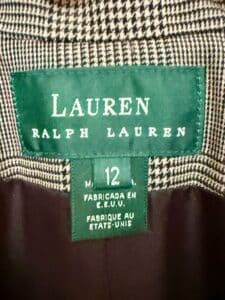 LAUREN
RALPH LAUREN
12
FABRICADA EN
E.E.U.U.
FABRIQUE AU
ETATS-UNIS